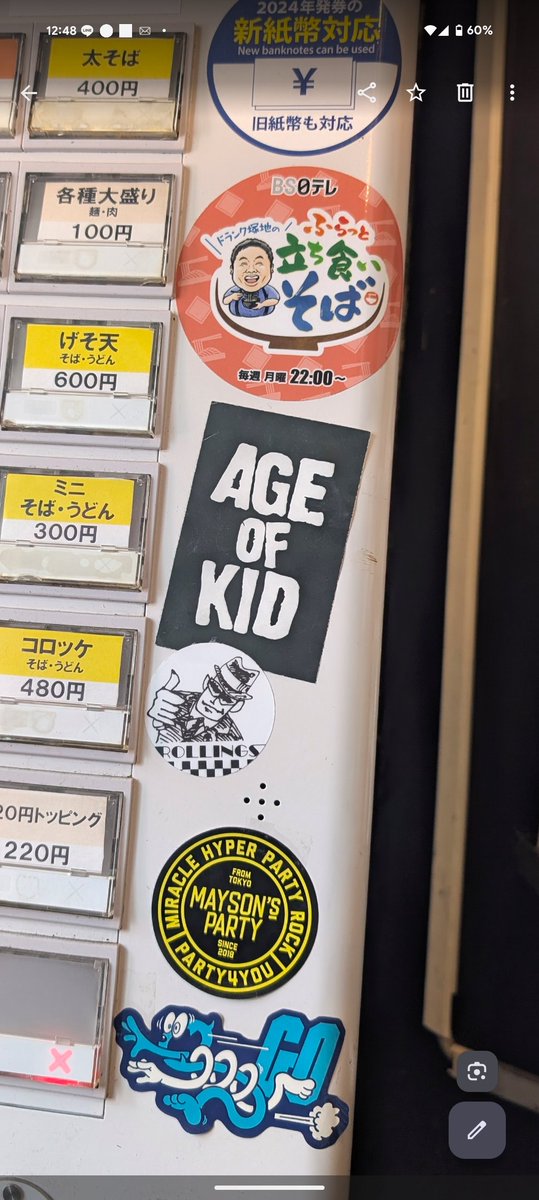 12:48
60%
2024年発券の
新紙幣対応
New banknotes can be used
¥
旧紙幣も対応
太そば
400円
各種大盛り
麺・肉
100円
げそ天
そば・うどん
600円
ミニ
そば・うどん
300円
コロッケ
そば・うどん
480円
20円トッピング
220円
BS日テレ
ドランク塚地の
ふらっと
立ち食い
そば
毎週 月曜 22:00～
AGE
OF
KID
ROLLINGS
MIRACLE HYPER PARTY ROCK
FROM
TOKYO
MAYSON'S
PARTY
SINCE
2018
PARTY4YOU